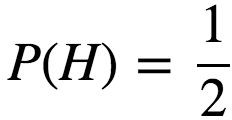 P(H) = 1/2